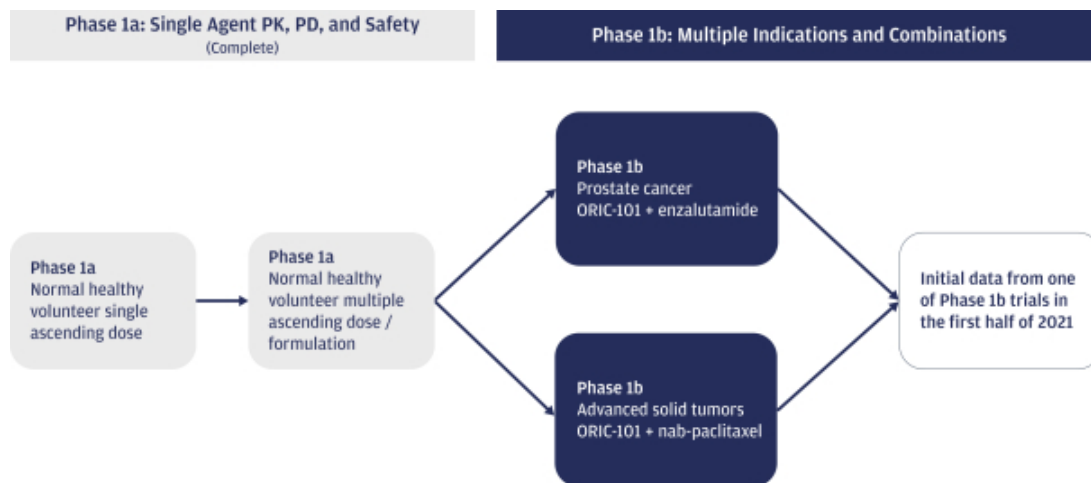 Phase 1a: Single Agent PK, PD, and Safety
(Complete)
Phase 1b: Multiple Indications and Combinations
Phase 1a
Normal healthy
volunteer single
ascending dose
Phase 1a
Normal healthy
volunteer multiple
ascending dose /
formulation
Phase 1b
Prostate cancer
ORIC-101 + enzalutamide
Phase 1b
Advanced solid tumors
ORIC-101 + nab-paclitaxel
Initial data from one
of Phase 1b trials in
the first half of 2021